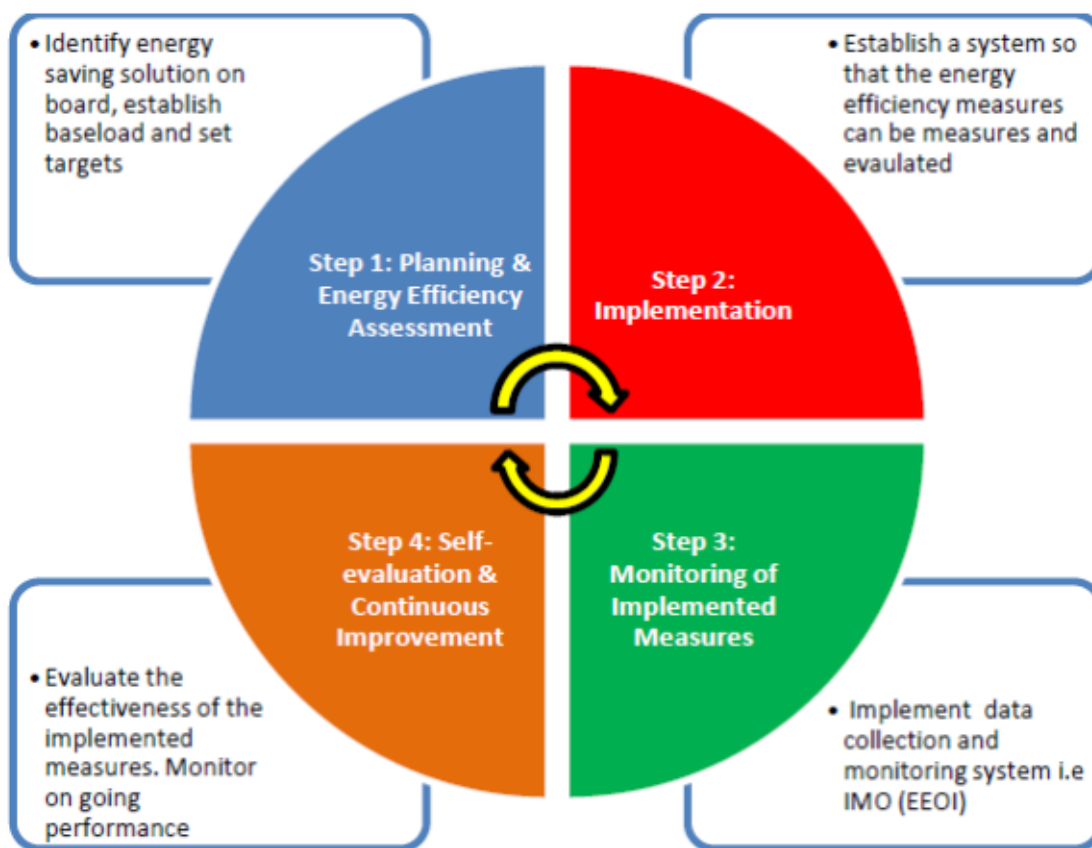 • Identify energy
saving solution on
board, establish
baseload and set
targets
• Establish a system so
that the energy
efficiency measures
can be measures and
evaulated
Step 1: Planning &
Energy Efficiency
Assessment
Step 2:
Implementation
Step 4: Self-
evaluation &
Continuous
Improvement
Step 3:
Monitoring of
Implemented
Measures
• Evaluate the
effectiveness of the
implemented
measures. Monitor
on going
performance
• Implement data
collection and
monitoring system i.e
IMO (EEOI)